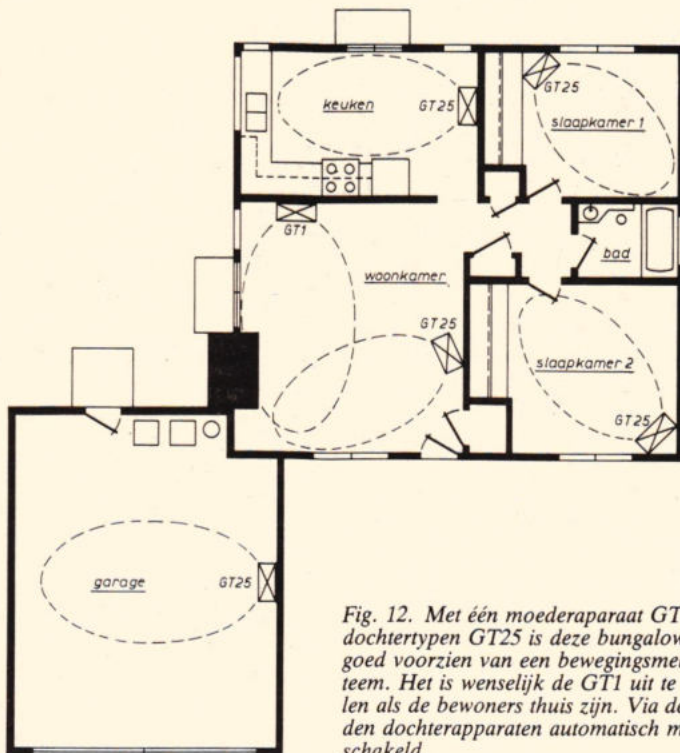 keuken
GT25
GT25
slaapkamer 1
GT1
woonkamer
bad
GT25
slaapkamer 2
GT25
garage
GT25
Fig. 12. Met één moederaparaat GT
dochtertypen GT25 is deze bungalow
goed voorzien van een bewegingsme
teem. Het is wenselijk de GT1 uit te
len als de bewoners thuis zijn. Via de
den dochterapparaten automatisch m
schakeld